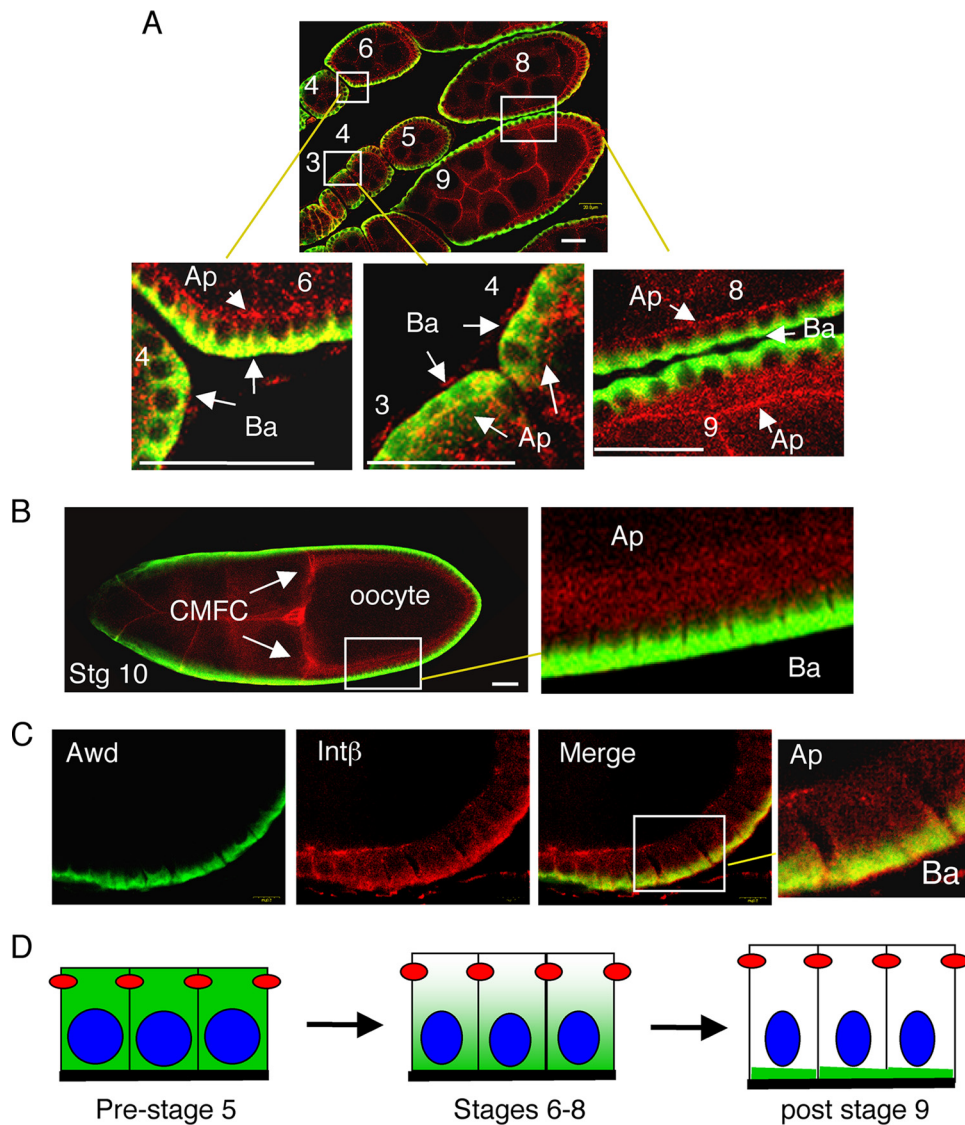 A
6
4
8
4
5
3
9
20.0µm
Ap
6
4
Ba
4
Ba
3
Ap
8
Ap
Ba
9
Ap
B
CMFC
oocyte
Stg 10
Ap
Ba
C
Awd
Intβ
Merge
Ap
Ba
D
Pre-stage 5
Stages 6-8
post stage 9